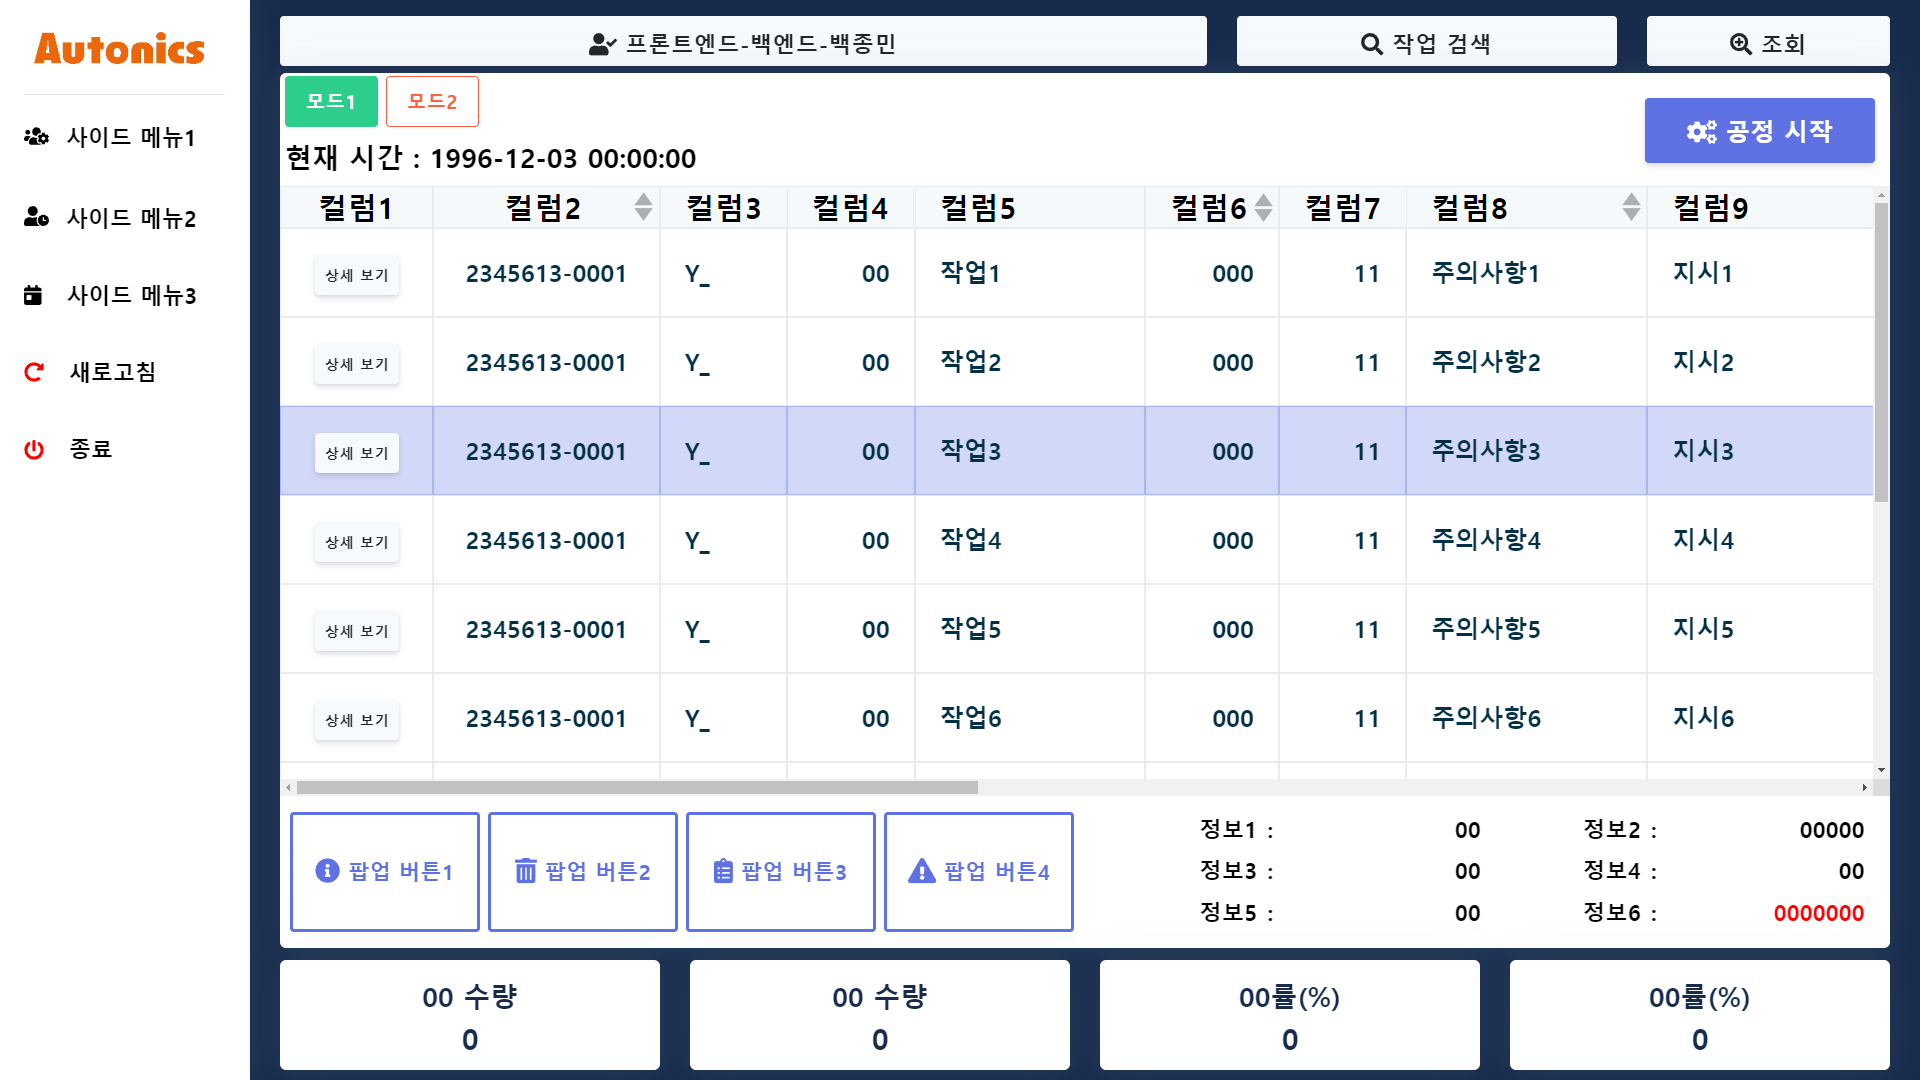 Autonics
사이드 메뉴1
사이드 메뉴2
사이드 메뉴3
새로고침
종료
프론트엔드-백엔드-백종민
작업 검색
조회
모드1 모드2
공정 시작
현재 시간 : 1996-12-03 00:00:00
컬럼1 컬럼2 컬럼3 컬럼4 컬럼5 컬럼6 컬럼7 컬럼8 컬럼9
상세 보기 2345613-0001 Y_ 00 작업1 000 11 주의사항1 지시1
상세 보기 2345613-0001 Y_ 00 작업2 000 11 주의사항2 지시2
상세 보기 2345613-0001 Y_ 00 작업3 000 11 주의사항3 지시3
상세 보기 2345613-0001 Y_ 00 작업4 000 11 주의사항4 지시4
상세 보기 2345613-0001 Y_ 00 작업5 000 11 주의사항5 지시5
상세 보기 2345613-0001 Y_ 00 작업6 000 11 주의사항6 지시6
팝업 버튼1 팝업 버튼2 팝업 버튼3 팝업 버튼4
정보1 : 00 정보2 : 00000
정보3 : 00 정보4 : 00
정보5 : 00 정보6 : 0000000
00 수량 00 수량 00률(%) 00률(%)
0 0 0 0